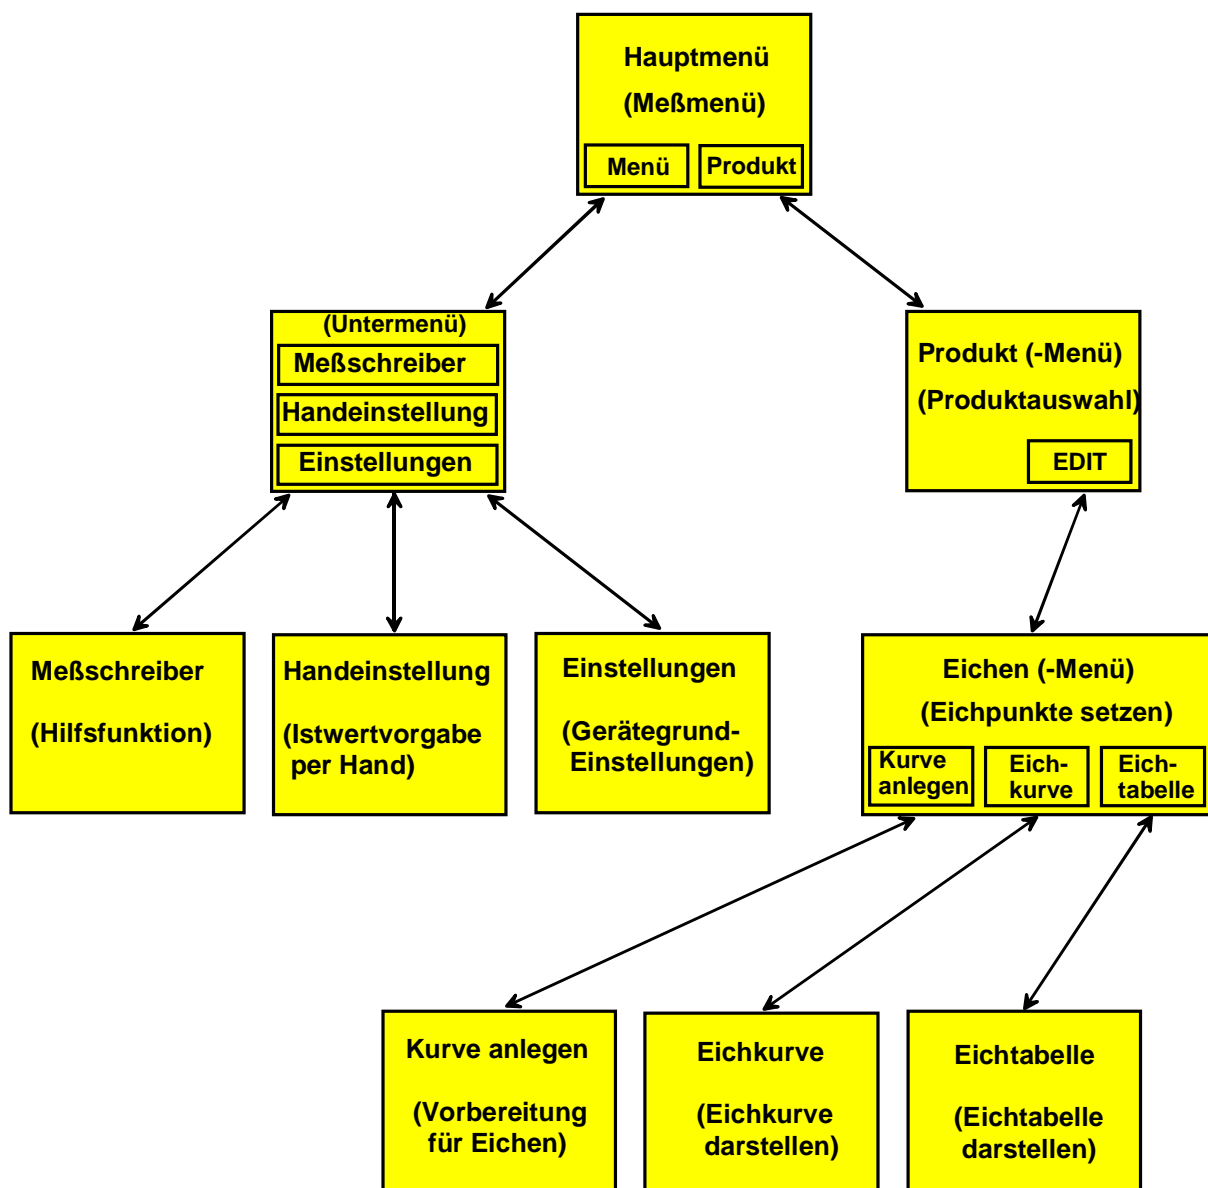 Hauptmenü
(Meßmenü)
Menü
Produkt
(Untermenü)
Meßschreiber
Handeinstellung
Einstellungen
Produkt (-Menü)
(Produktauswahl)
EDIT
Meßschreiber
(Hilfsfunktion)
Handeinstellung
(Istwertvorgabe
per Hand)
Einstellungen
(Gerätegrund-
Einstellungen)
Eichen (-Menü)
(Eichpunkte setzen)
Kurve
anlegen
Eich-
kurve
Eich-
tabelle
Kurve anlegen
(Vorbereitung
für Eichen)
Eichkurve
(Eichkurve
darstellen)
Eichtabelle
(Eichtabelle
darstellen)